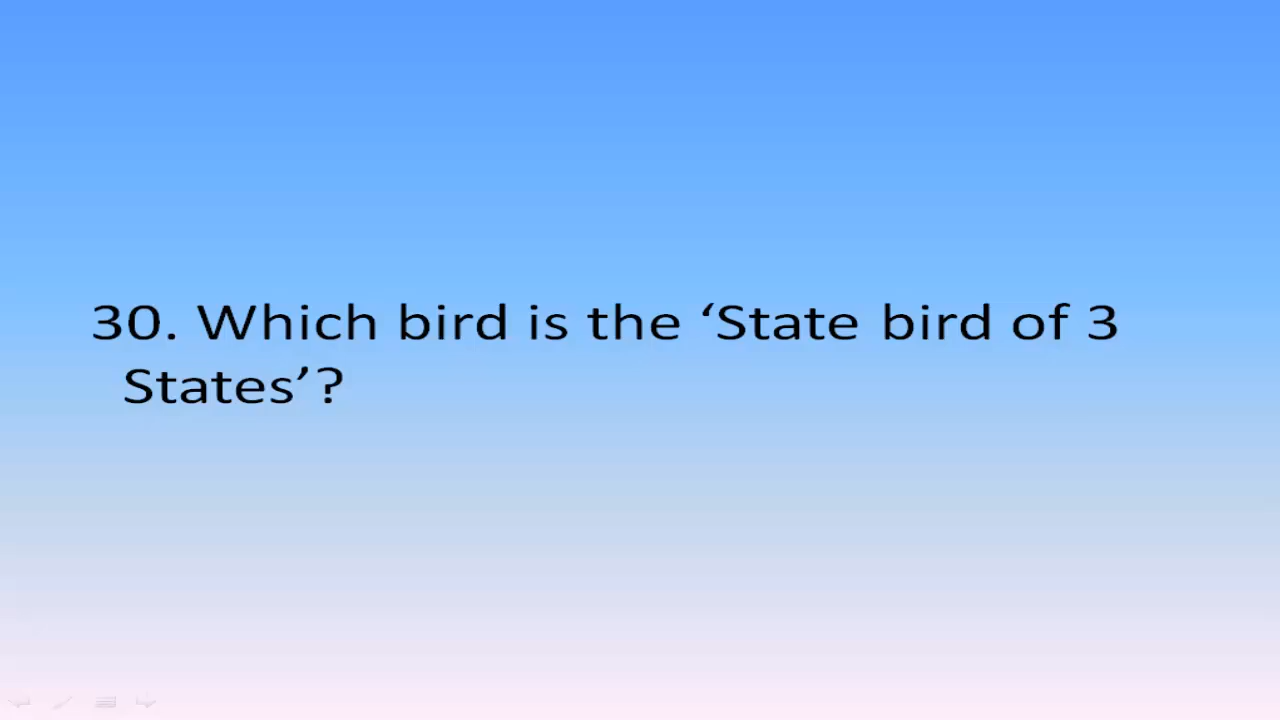 30. Which bird is the ‘State bird of 3
States’?